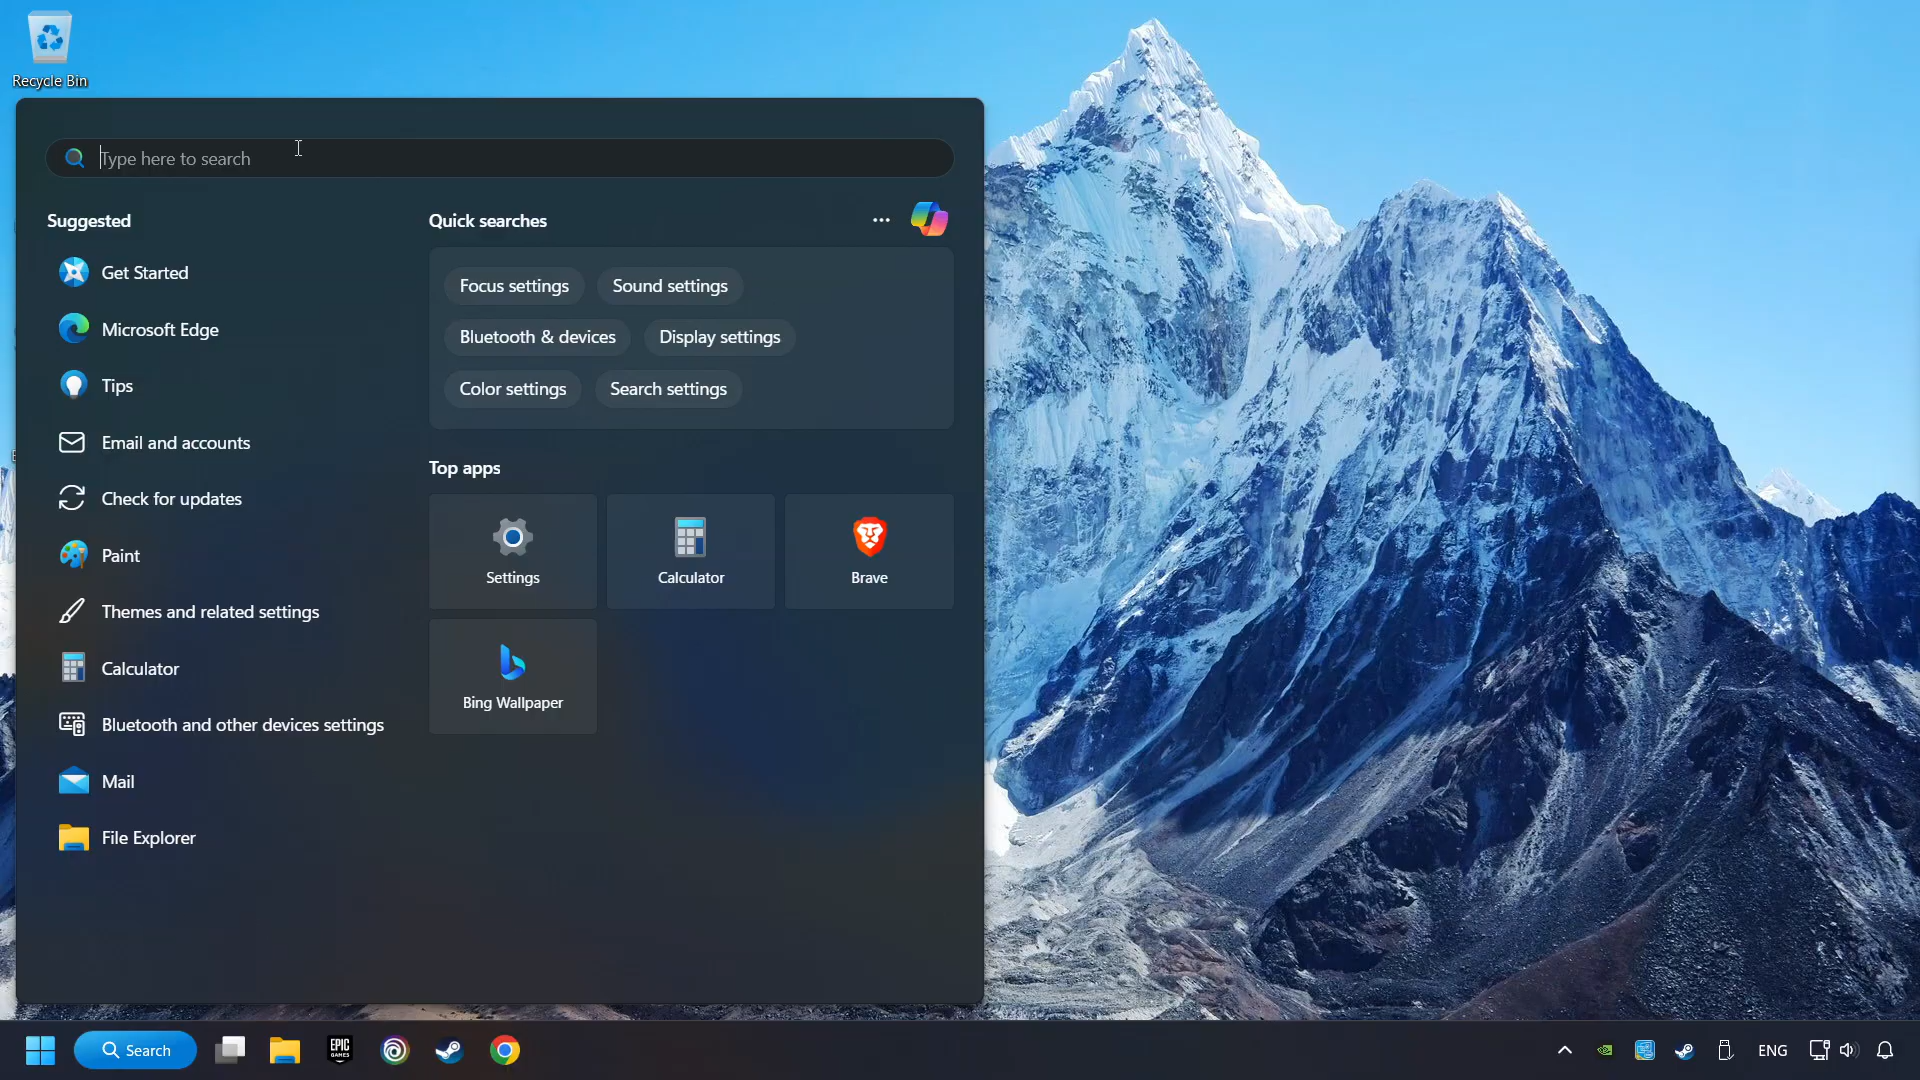 Recycle Bin
Type here to search
Suggested
Get Started
Microsoft Edge
Tips
Email and accounts
Check for updates
Paint
Themes and related settings
Calculator
Bluetooth and other devices settings
Mail
File Explorer
Quick searches
Focus settings
Sound settings
Bluetooth & devices
Display settings
Color settings
Search settings
Top apps
Settings
Calculator
Brave
Bing Wallpaper
Search
EPIC
GAMES
ENG